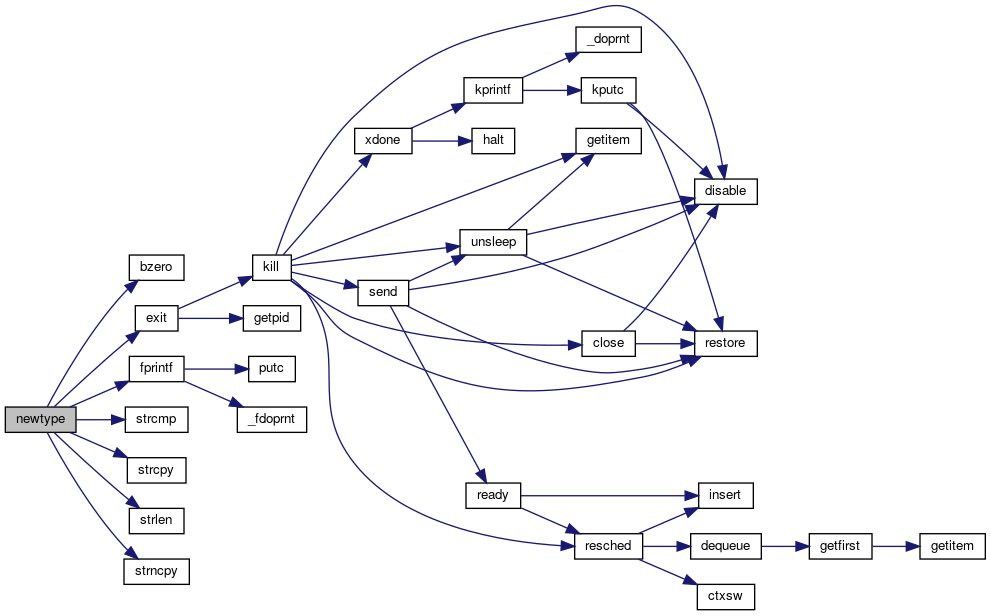 _doprnt
kprintf
kputc
xdone
halt
getitem
disable
unsleep
bzero
kill
send
exit
getpid
close
restore
fprintf
putc
newtype
strcmp
_fdoprnt
strcpy
ready
insert
strlen
resched
dequeue
getfirst
getitem
strncpy
ctxsw